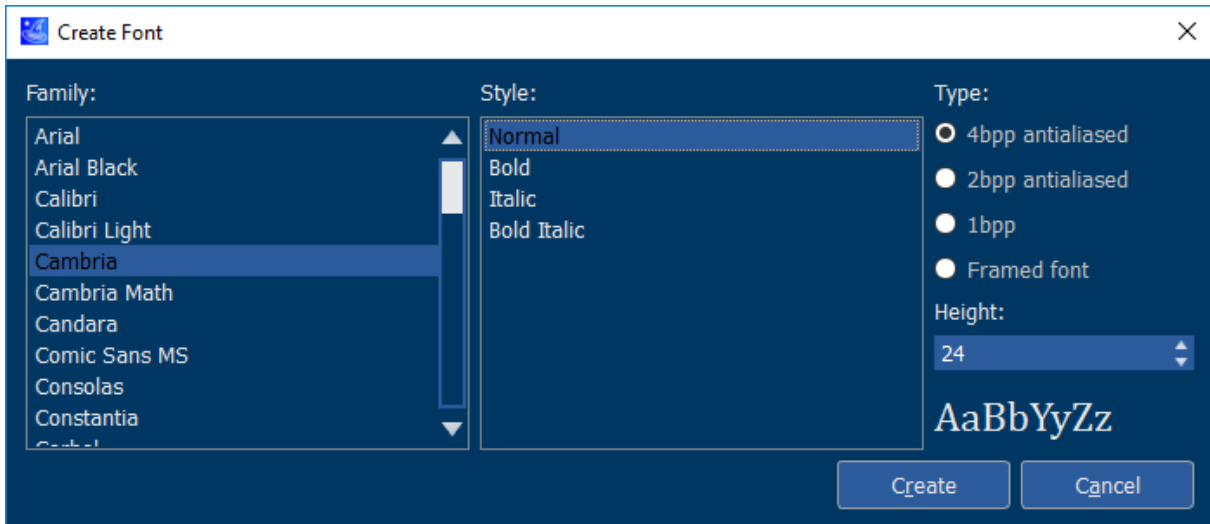 Create Font
Family:
Arial
Arial Black
Calibri
Calibri Light
Cambria
Cambria Math
Candara
Comic Sans MS
Consolas
Constantia
Style:
Normal
Bold
Italic
Bold Italic
Type:
4bpp antialiased
2bpp antialiased
1bpp
Framed font
Height:
24
AaBbYyZz
Create
Cancel